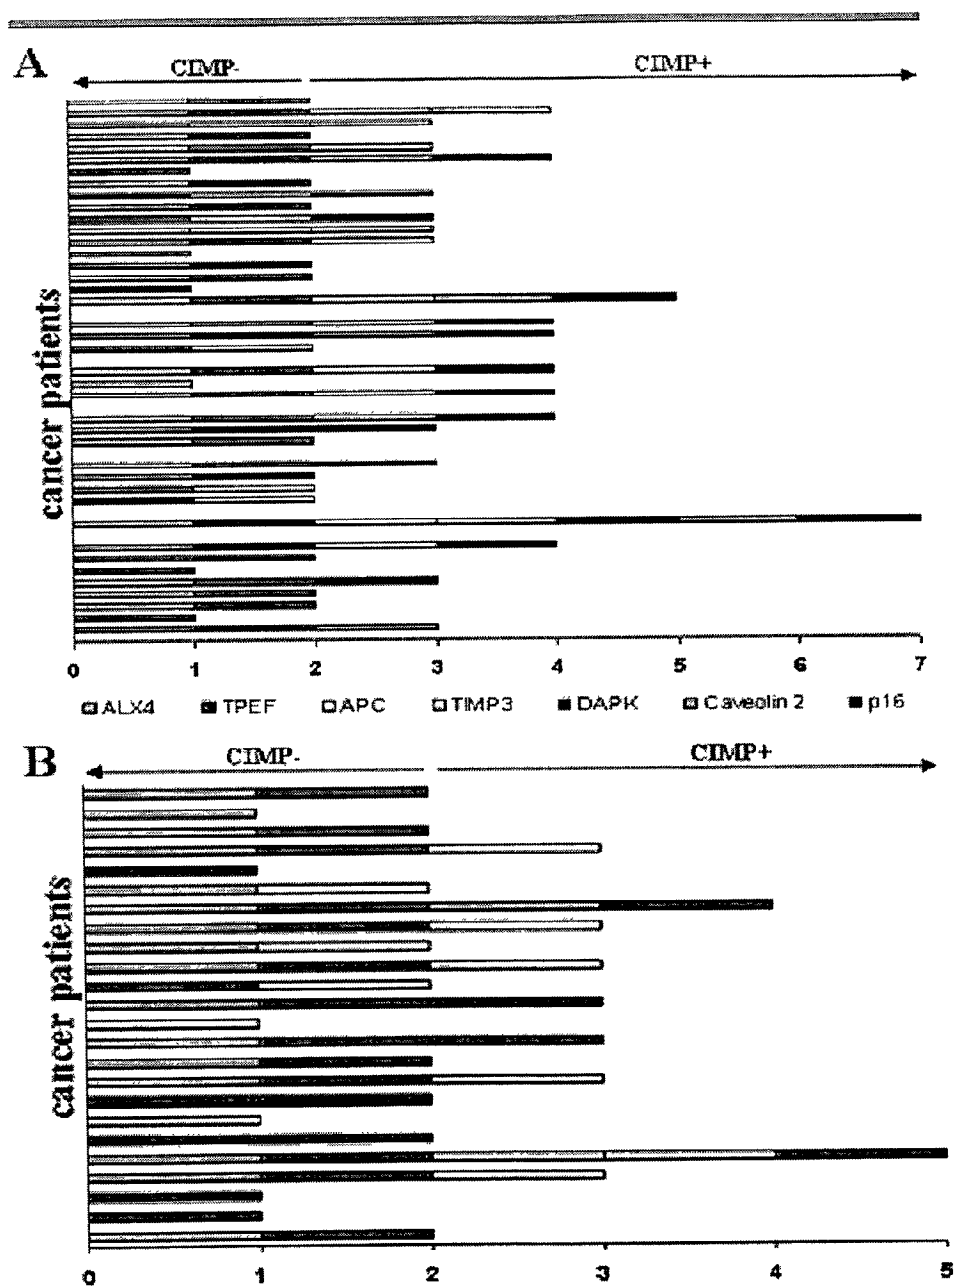 A
CIMP- CIMP+
cancer patients
0 1 2 3 4 5 6 7
ALX4 TPEF APC TIMP3 DAPK Caveolin 2 p16
B
CIMP- CIMP+
cancer patients
0 1 2 3 4 5